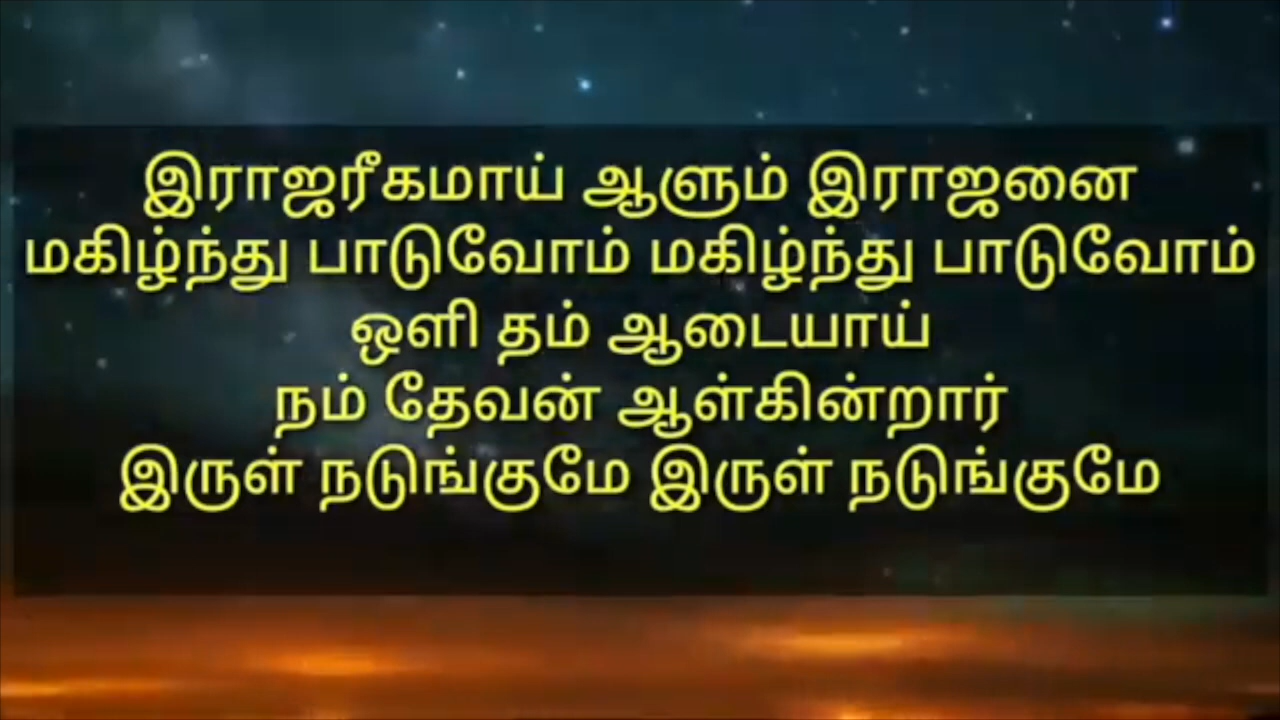 இராஜரீகமாய் ஆளும் இராஜனை
மகிழ்ந்து பாடுவோம் மகிழ்ந்து பாடுவோம்
ஒளி தம் ஆடையாய்
நம் தேவன் ஆள்கின்றார்
இருள் நடுங்குமே இருள் நடுங்குமே